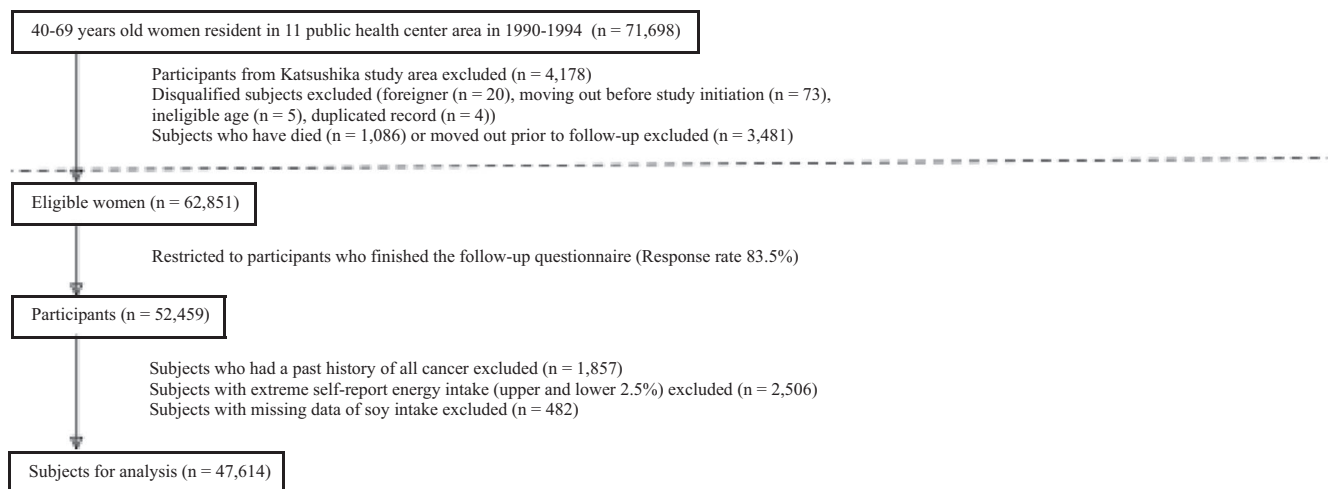 40-69 years old women resident in 11 public health center area in 1990-1994 (n = 71,698)
Participants from Katsushika study area excluded (n = 4,178)
Disqualified subjects excluded (foreigner (n = 20), moving out before study initiation (n = 73),
ineligible age (n = 5), duplicated record (n = 4))
Subjects who have died (n = 1,086) or moved out prior to follow-up excluded (n = 3,481)
Eligible women (n = 62,851)
Restricted to participants who finished the follow-up questionnaire (Response rate 83.5%)
Participants (n = 52,459)
Subjects who had a past history of all cancer excluded (n = 1,857)
Subjects with extreme self-report energy intake (upper and lower 2.5%) excluded (n = 2,506)
Subjects with missing data of soy intake excluded (n = 482)
Subjects for analysis (n = 47,614)